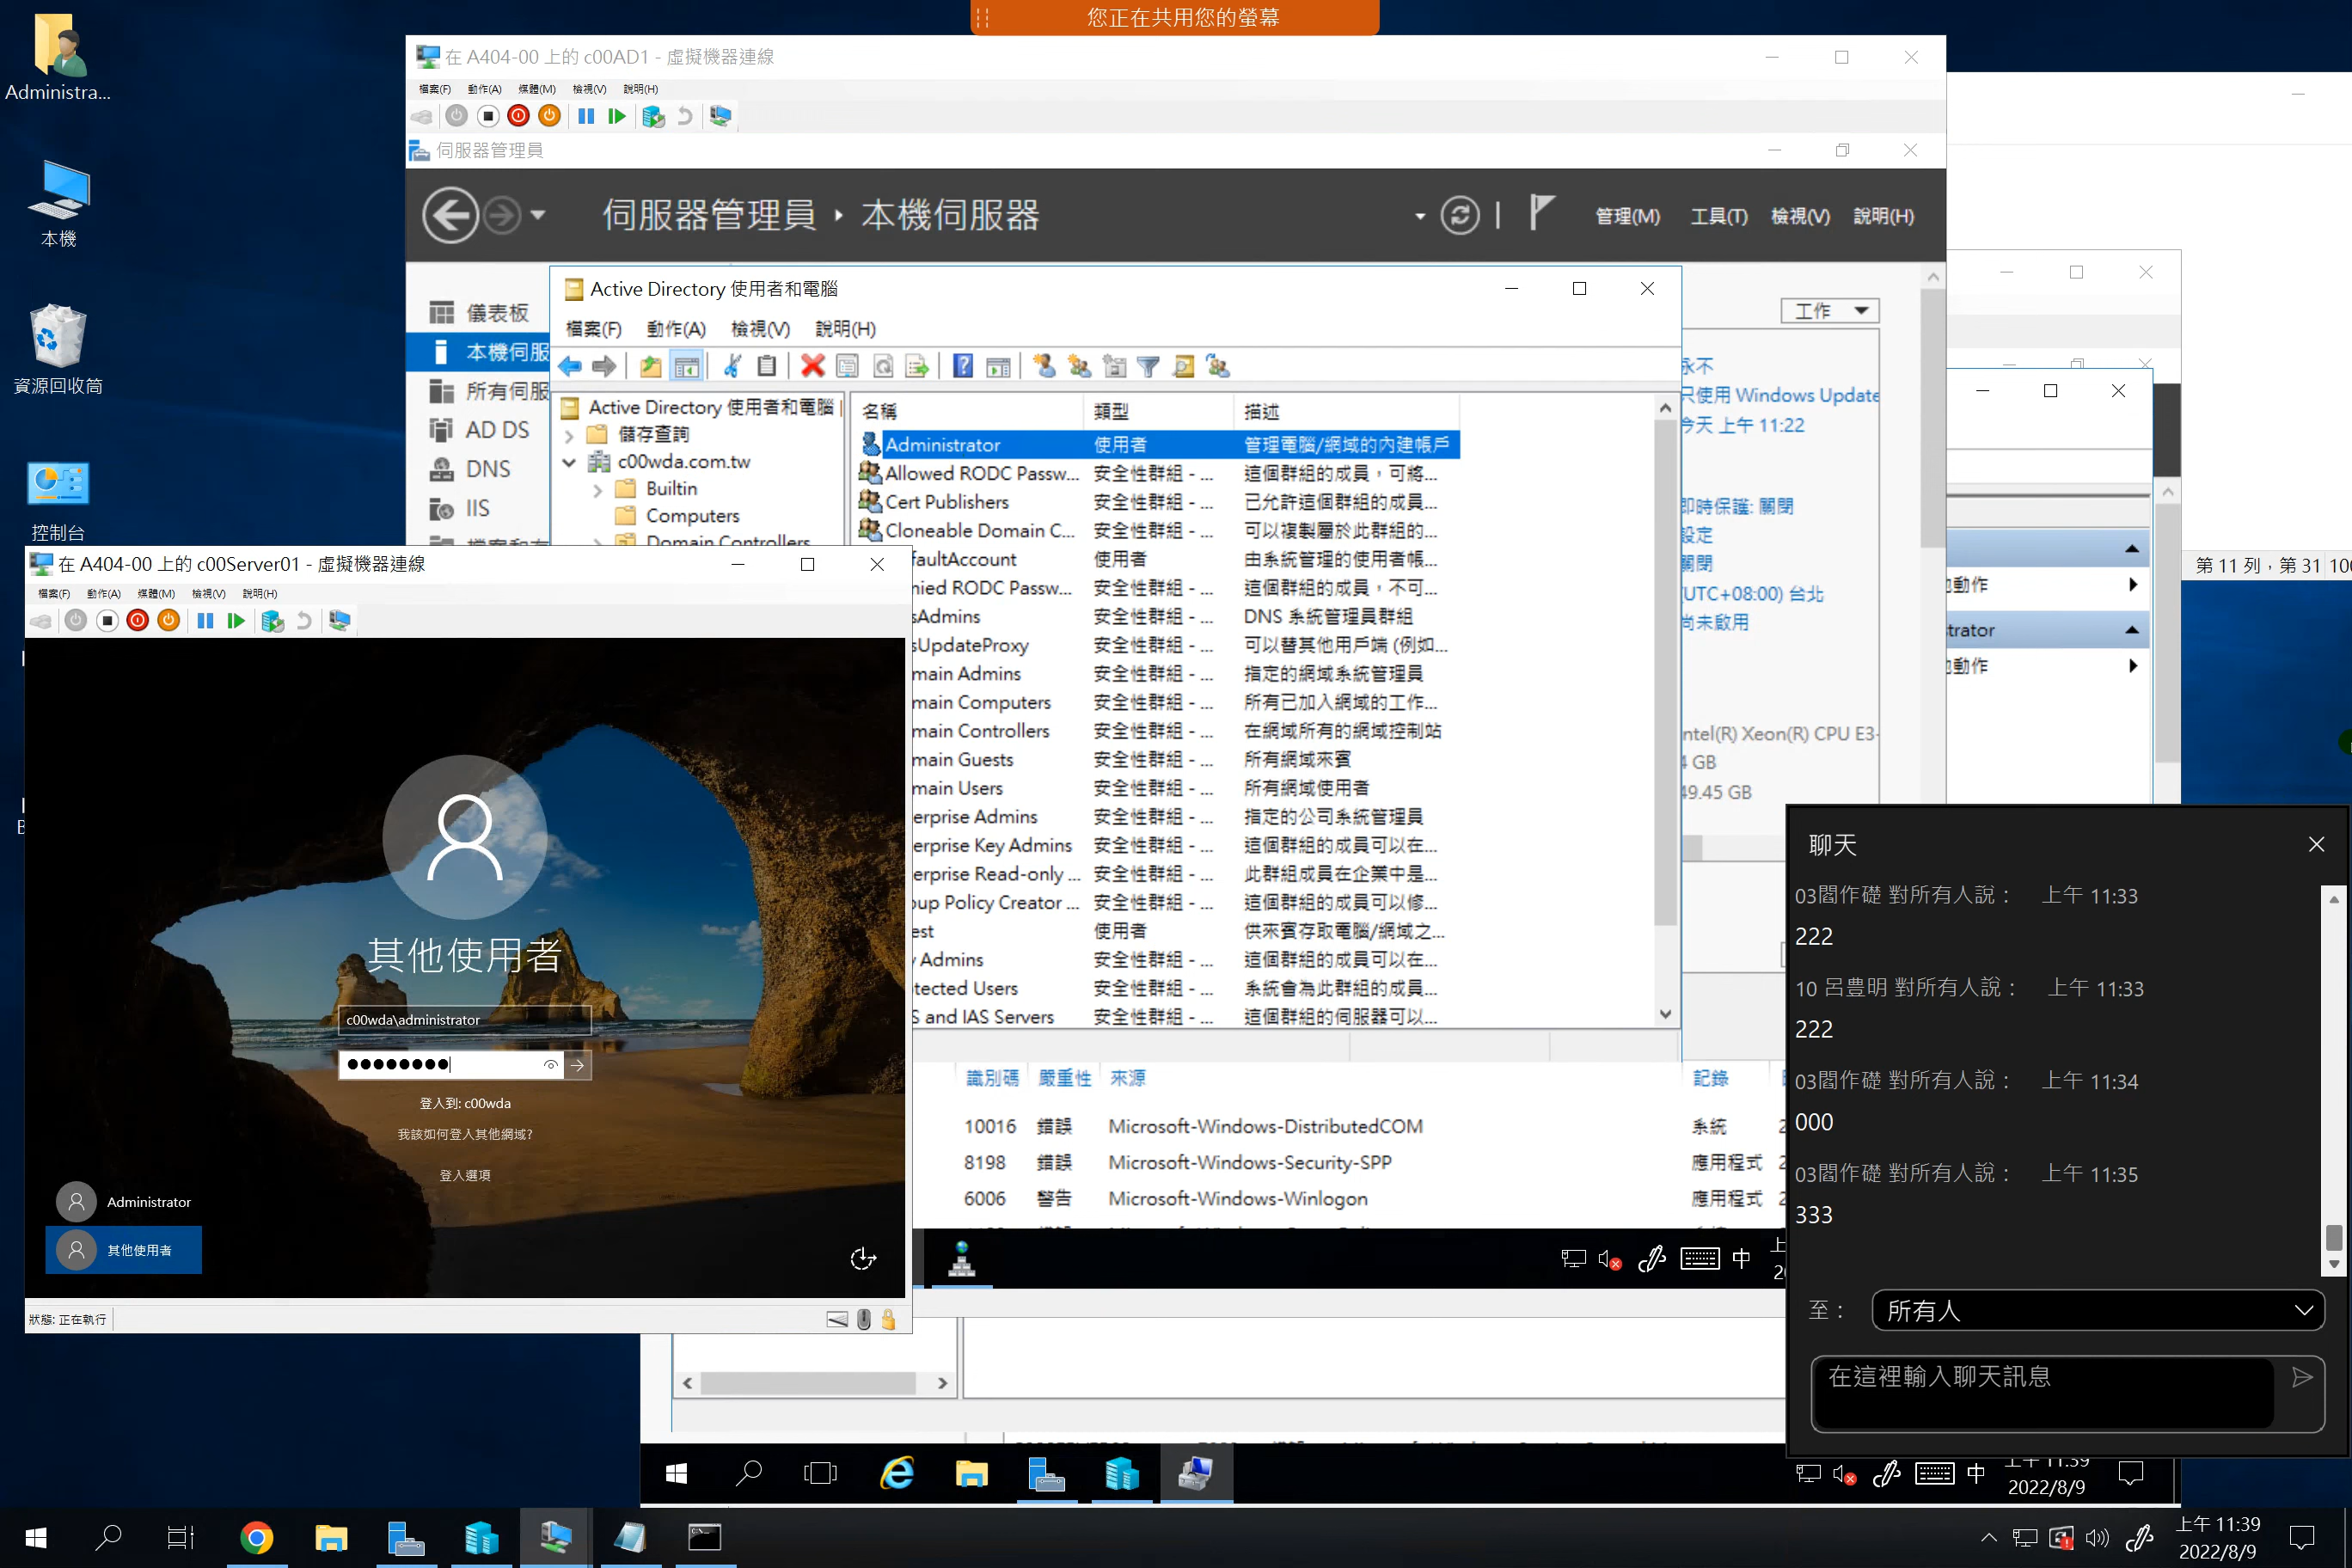 您正在共用您的螢幕
Administra...
本機
資源回收筒
控制台
在 A404-00 上的 c00AD1 - 虛擬機器連線
檔案(F) 動作(A) 媒體(M) 檢視(V) 說明(H)
伺服器管理員
伺服器管理員 ‣ 本機伺服器
管理(M) 工具(T) 檢視(V) 說明(H)
儀表板
本機伺服
所有伺服
AD DS
DNS
IIS
工作
永不
只使用 Windows Update
今天 上午 11:22
即時保護: 關閉
設定
關閉
(UTC+08:00) 台北
尚未啟用
ntel(R) Xeon(R) CPU E3-
4 GB
49.45 GB
Active Directory 使用者和電腦
檔案(F) 動作(A) 檢視(V) 說明(H)
Active Directory 使用者和電腦
儲存查詢
c00wda.com.tw
Builtin
Computers
Domain Controllers
名稱 類型 描述
Administrator 使用者 管理電腦/網域的內建帳戶
Allowed RODC Passw... 安全性群組 - ... 這個群組的成員，可將...
Cert Publishers 安全性群組 - ... 已允許這個群組的成員...
Cloneable Domain C... 安全性群組 - ... 可以複製屬於此群組的...
faultAccount 使用者 由系統管理的使用者帳...
nied RODC Passw... 安全性群組 - ... 這個群組的成員，不可...
sAdmins 安全性群組 - ... DNS 系統管理員群組
sUpdateProxy 安全性群組 - ... 可以替其他用戶端 (例如...
main Admins 安全性群組 - ... 指定的網域系統管理員
main Computers 安全性群組 - ... 所有已加入網域的工作...
main Controllers 安全性群組 - ... 在網域所有的網域控制站
main Guests 安全性群組 - ... 所有網域來賓
main Users 安全性群組 - ... 所有網域使用者
erprise Admins 安全性群組 - ... 指定的公司系統管理員
erprise Key Admins 安全性群組 - ... 這個群組的成員可以在...
erprise Read-only ... 安全性群組 - ... 此群組成員在企業中是...
oup Policy Creator ... 安全性群組 - ... 這個群組的成員可以修...
est 使用者 供來賓存取電腦/網域之...
y Admins 安全性群組 - ... 這個群組的成員可以在...
tected Users 安全性群組 - ... 系統會為此群組的成員...
S and IAS Servers 安全性群組 - ... 這個群組的伺服器可以...
識別碼 嚴重性 來源 記錄
10016 錯誤 Microsoft-Windows-DistributedCOM 系統
8198 錯誤 Microsoft-Windows-Security-SPP 應用程式
6006 警告 Microsoft-Windows-Winlogon 應用程式
中
在 A404-00 上的 c00Server01 - 虛擬機器連線
檔案(F) 動作(A) 媒體(M) 檢視(V) 說明(H)
其他使用者
c00wda\administrator
登入到: c00wda
我該如何登入其他網域?
登入選項
Administrator
其他使用者
狀態: 正在執行
動作
trator
動作
第 11 列，第 31
聊天
03閻作礎 對所有人說： 上午 11:33
222
10 呂豊明 對所有人說： 上午 11:33
222
03閻作礎 對所有人說： 上午 11:34
000
03閻作礎 對所有人說： 上午 11:35
333
至： 所有人
在這裡輸入聊天訊息
中 上午 11:39
2022/8/9
上午 11:39
2022/8/9